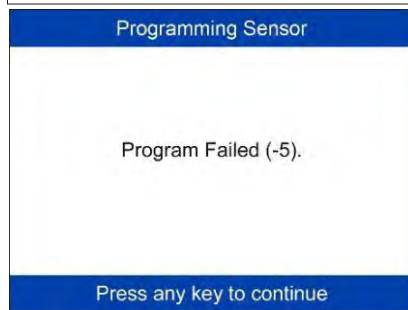 Programming Sensor
Program Failed (-5).
Press any key to continue